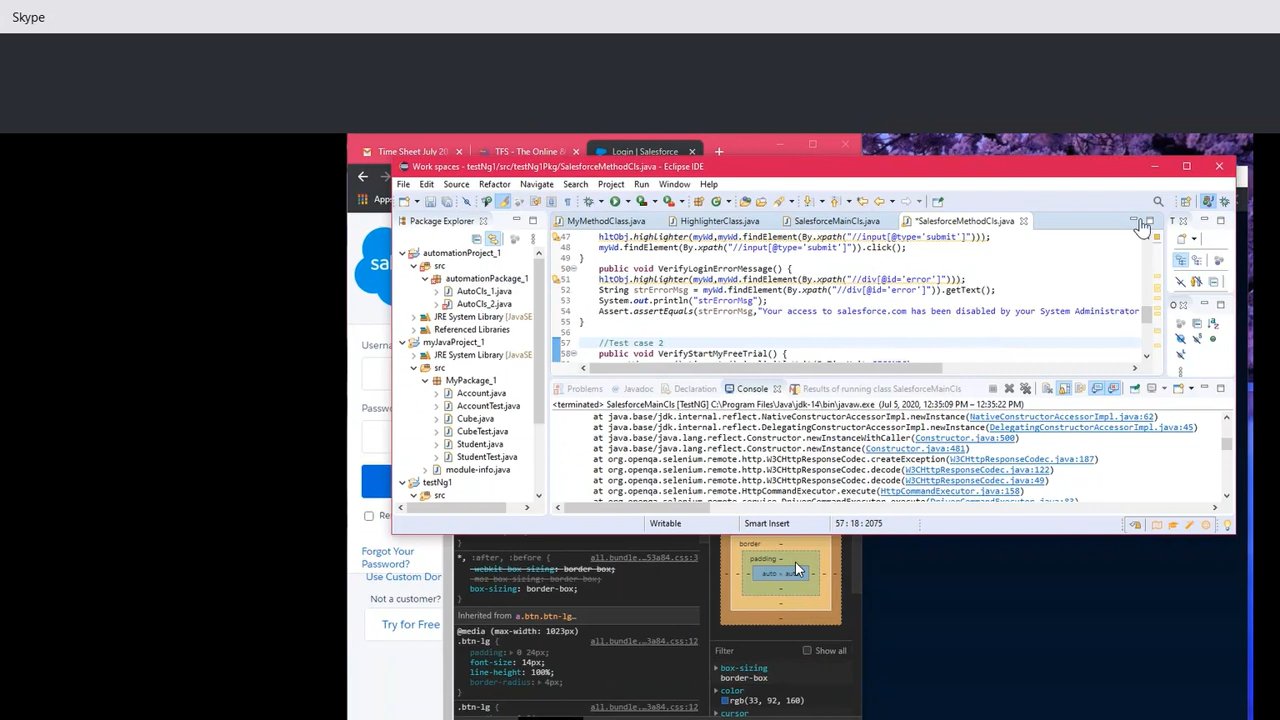 Skype
Time Sheet July 20
TFS - The Online &
Login | Salesforce
Work spaces - testNg1/src/testNg1Pkg/SalesforceMethodCls.java - Eclipse IDE
File Edit Source Refactor Navigate Search Project Run Window Help
Package Explorer
MyMethodClass.java
HighlighterClass.java
SalesforceMainCls.java
*SalesforceMethodCls.java
automationProject_1
src
automationPackage_1
AutoCls_1.java
AutoCls_2.java
JRE System Library [JavaSE
Referenced Libraries
myJavaProject_1
JRE System Library [JavaSE
src
MyPackage_1
Account.java
AccountTest.java
Cube.java
CubeTest.java
Student.java
StudentTest.java
module-info.java
testNg1
src
47 hltObj.highlighter(myWd,myWd.findElement(By.xpath("//input[@type='submit']")));
48 myWd.findElement(By.xpath("//input[@type='submit']")).click();
49 }
50 public void VerifyLoginErrorMessage() {
51 hltObj.highlighter(myWd,myWd.findElement(By.xpath("//div[@id='error']")));
52 String strErrorMsg = myWd.findElement(By.xpath("//div[@id='error']")).getText();
53 System.out.println("strErrorMsg");
54 Assert.assertEquals(strErrorMsg,"Your access to salesforce.com has been disabled by your System Administrator
55 }
56
57 //Test case 2
58 public void VerifyStartMyFreeTrial() {
Problems Javadoc Declaration Console Results of running class SalesforceMainCls
<terminated> SalesforceMainCls [TestNG] C:\Program Files\Java\jdk-14\bin\javaw.exe (Jul 5, 2020, 12:35:09 PM – 12:35:22 PM)
at java.base/jdk.internal.reflect.NativeConstructorAccessorImpl.newInstance(NativeConstructorAccessorImpl.java:62)
at java.base/jdk.internal.reflect.DelegatingConstructorAccessorImpl.newInstance(DelegatingConstructorAccessorImpl.java:45)
at java.base/java.lang.reflect.Constructor.newInstanceWithCaller(Constructor.java:500)
at java.base/java.lang.reflect.Constructor.newInstance(Constructor.java:481)
at org.openqa.selenium.remote.http.W3CHttpResponseCodec.createException(W3CHttpResponseCodec.java:187)
at org.openqa.selenium.remote.http.W3CHttpResponseCodec.decode(W3CHttpResponseCodec.java:122)
at org.openqa.selenium.remote.http.W3CHttpResponseCodec.decode(W3CHttpResponseCodec.java:49)
at org.openqa.selenium.remote.HttpCommandExecutor.execute(HttpCommandExecutor.java:158)
Writable
Smart Insert
57 : 18 : 2075
Apps
sal
Userna
Passwo
Re
Forgot Your
Use Custom Dor
Not a customer?
Try for Free
}
*, :after, :before {
all.bundle...53a84.css:3
-webkit-box-sizing: border-box;
-moz-box-sizing: border-box;
box-sizing: border-box;
}
Inherited from a.btn.btn-lg…
@media (max-width: 1023px)
.btn-lg {
all.bundle...3a84.css:12
padding: 0 24px;
font-size: 14px;
line-height: 100%;
border-radius: 4px;
}
.btn-lg {
all.bundle...3a84.css:12
border –
padding –
auto × auto
Filter
Show all
box-sizing
border-box
color
rgb(33, 92, 160)
cursor